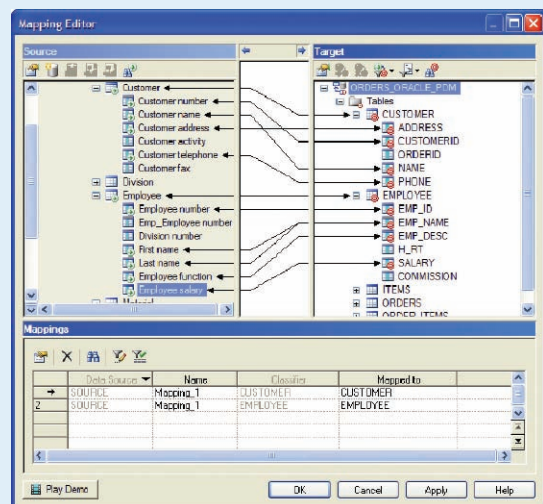 Mapping Editor
Source
Target
Customer
Customer number
Customer name
Customer address
Customer activity
Customer telephone
Customer fax
Division
Employee
Employee number
Emp_Employee number
Division number
First name
Last name
Employee function
Employee salary
Material
ORDERS_ORACLE_PDM
Tables
CUSTOMER
ADDRESS
CUSTOMERID
ORDERID
NAME
PHONE
EMPLOYEE
EMP_ID
EMP_NAME
EMP_DESC
H_RT
SALARY
COMMISSION
ITEMS
ORDERS
ORDER_ITEMS
Mappings
Data Source Name Classifier Mapped to
SOURCE Mapping_1 CUSTOMER CUSTOMER
2 SOURCE Mapping_1 EMPLOYEE EMPLOYEE
Play Demo OK Cancel Apply Help